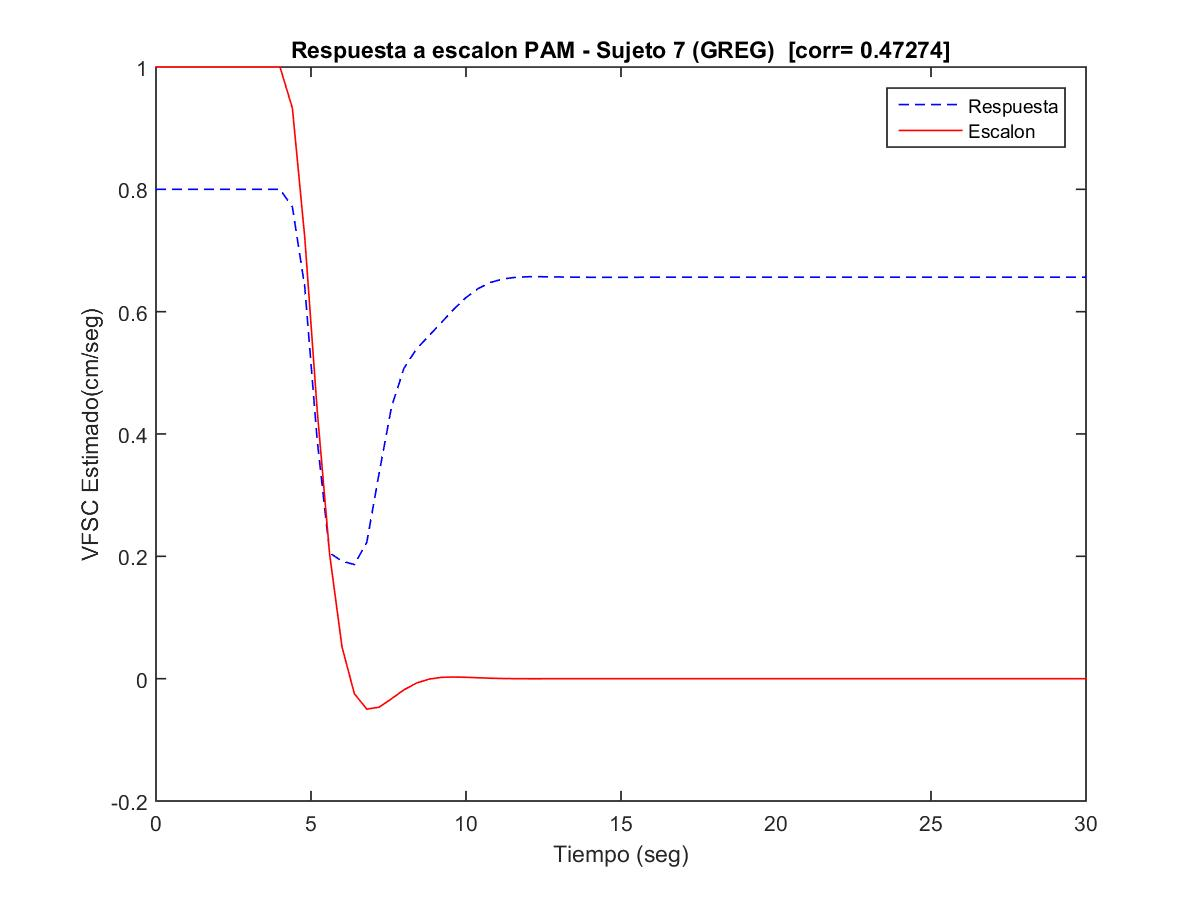 Respuesta a escalon PAM - Sujeto 7 (GREG)  [corr= 0.47274]
Respuesta
Escalon
1
0.8
0.6
0.4
0.2
0
-0.2
VFSC Estimado(cm/seg)
0 5 10 15 20 25 30
Tiempo (seg)